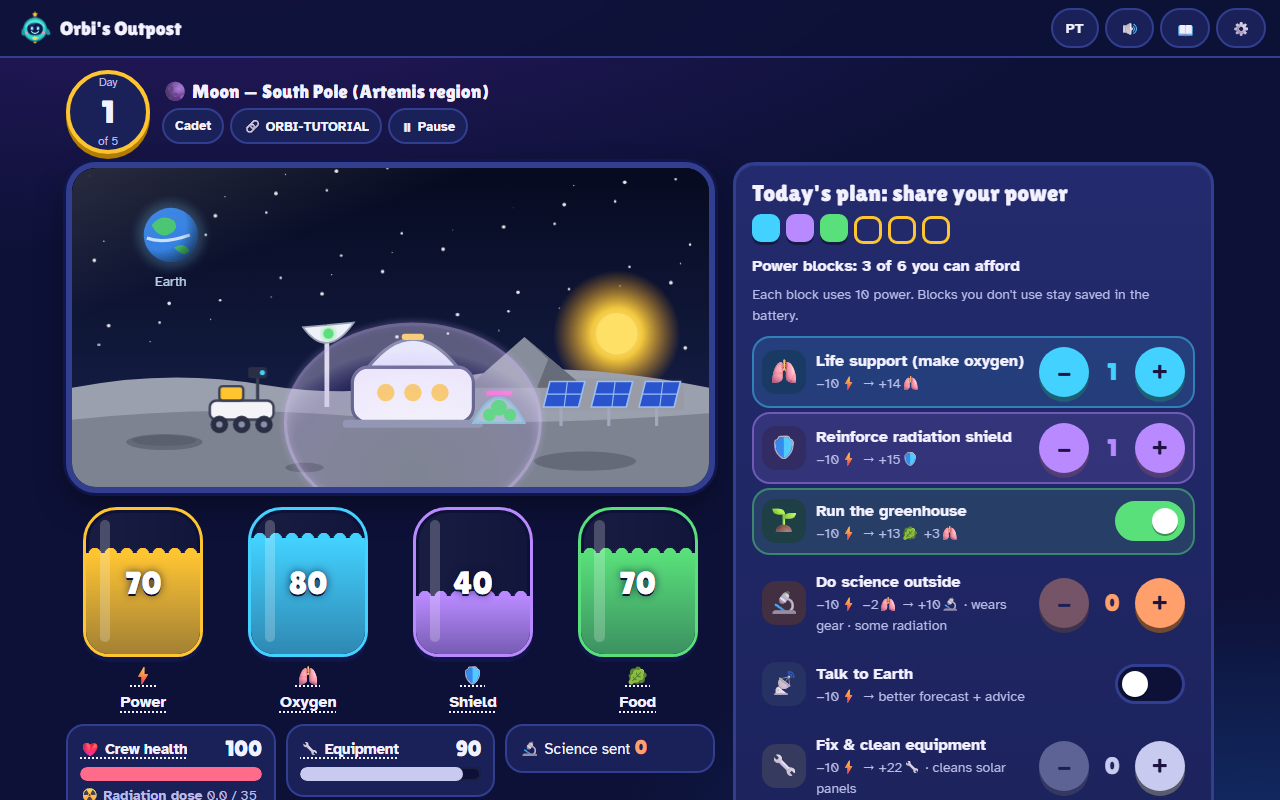 Orbi's Outpost
PT
Day
1
of 5
Moon — South Pole (Artemis region)
Cadet
ORBI-TUTORIAL
Pause
Earth
70
80
40
70
Power
Oxygen
Shield
Food
Crew health 100
Equipment 90
Science sent 0
Radiation dose 0.0 / 35
Today's plan: share your power
Power blocks: 3 of 6 you can afford
Each block uses 10 power. Blocks you don't use stay saved in the
battery.
Life support (make oxygen)
−10 → +14
– 1 +
Reinforce radiation shield
−10 → +15
– 1 +
Run the greenhouse
−10 → +13 +3
Do science outside
−10 −2 → +10 · wears
gear · some radiation
– 0 +
Talk to Earth
−10 → better forecast + advice
Fix & clean equipment
−10 → +22 · cleans solar
panels
– 0 +